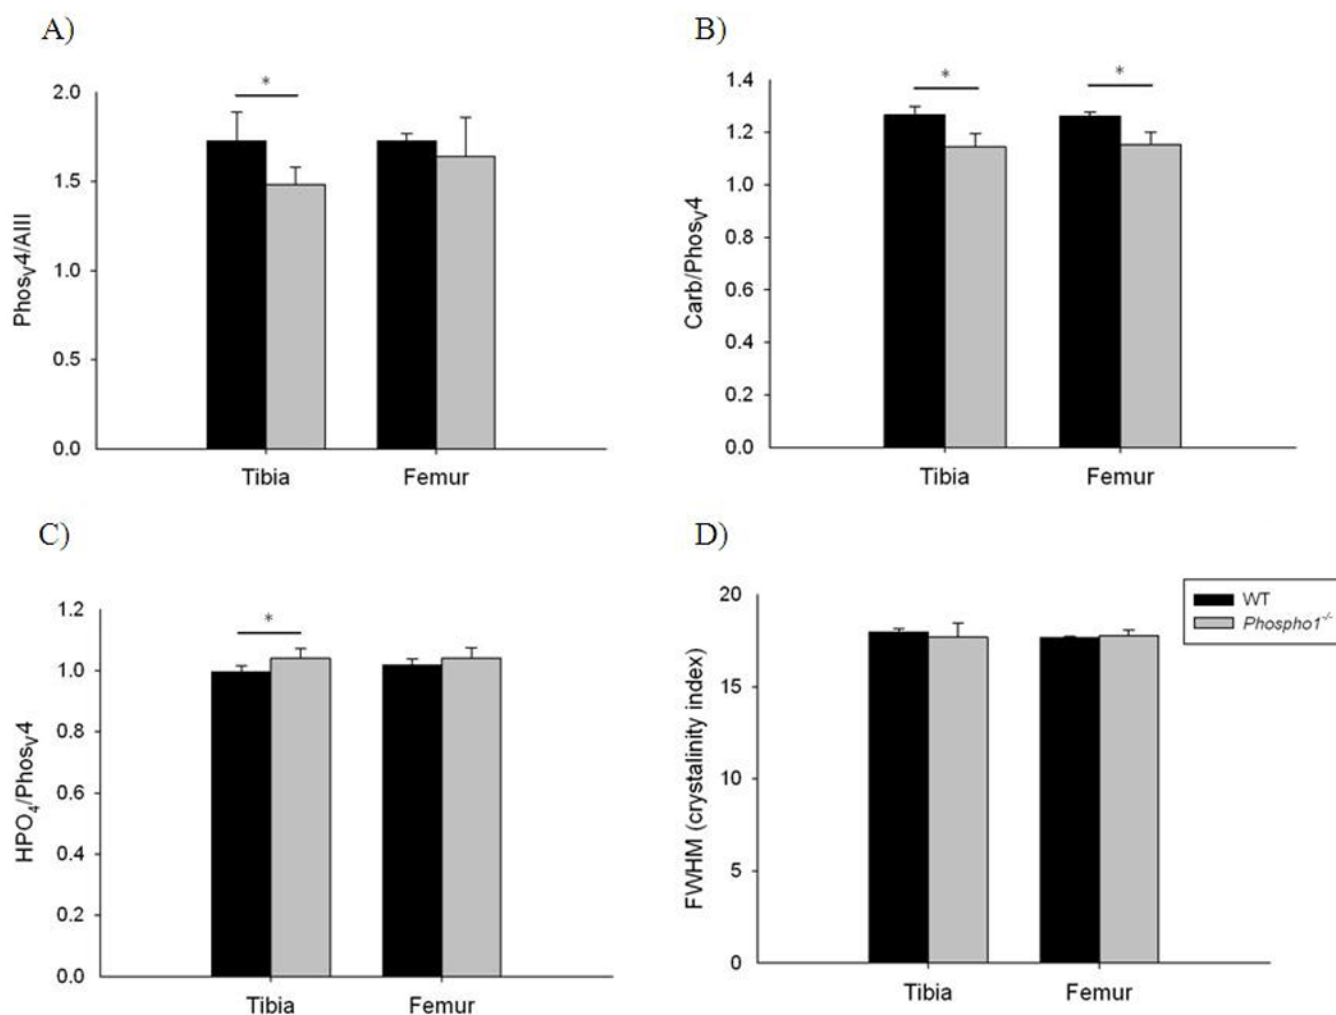 A)
*
2.0
1.5
1.0
0.5
0.0
Phosv4/AIII
Tibia Femur
B)
* *
1.4
1.2
1.0
0.8
0.6
0.4
0.2
0.0
Carb/Phosv4
Tibia Femur
C)
*
1.2
1.0
0.8
0.6
0.4
0.2
0.0
HPO4/Phosv4
Tibia Femur
D)
20
15
10
5
0
FWHM (crystalinity index)
Tibia Femur
WT
Phospho1-/-